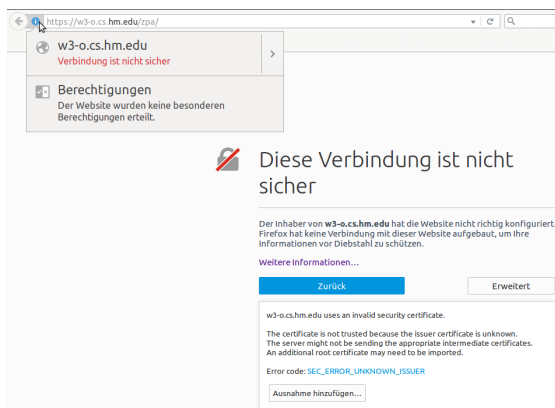 https://w3-o.cs.hm.edu/zpa/
w3-o.cs.hm.edu
Verbindung ist nicht sicher
Berechtigungen
Der Website wurden keine besonderen
Berechtigungen erteilt.
Diese Verbindung ist nicht
sicher
Der Inhaber von w3-o.cs.hm.edu hat die Website nicht richtig konfiguriert.
Firefox hat keine Verbindung mit dieser Website aufgebaut, um Ihre
Informationen vor Diebstahl zu schützen.
Weitere Informationen…
Zurück Erweitert
w3-o.cs.hm.edu uses an invalid security certificate.
The certificate is not trusted because the issuer certificate is unknown.
The server might not be sending the appropriate intermediate certificates.
An additional root certificate may need to be imported.
Error code: SEC_ERROR_UNKNOWN_ISSUER
Ausnahme hinzufügen…